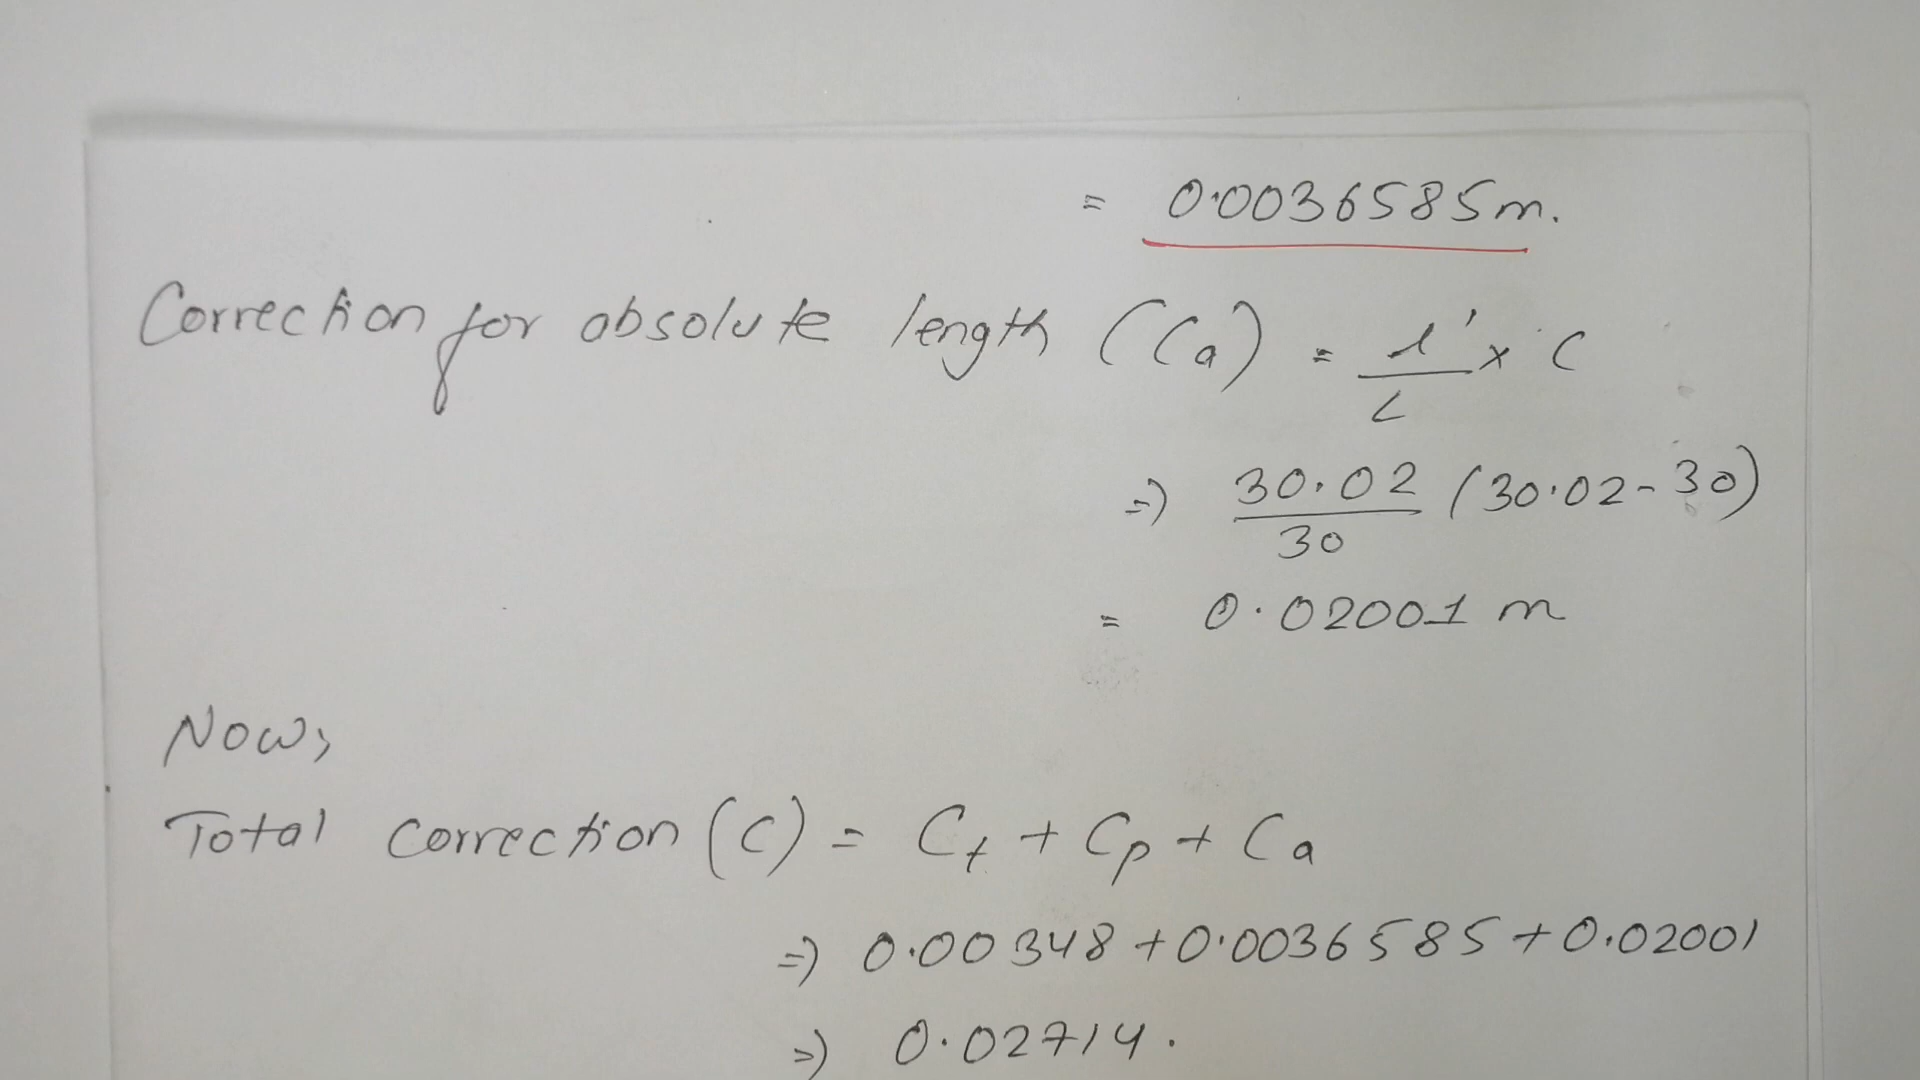 = 0.0036585m.
Correction for absolute length (Ca) = l'/L x C
=) 30.02/30 (30.02-30)
= 0.02001 m
Now,
Total correction (C) = Ct + Cp + Ca
=) 0.00348+0.0036585+0.02001
=) 0.02714.